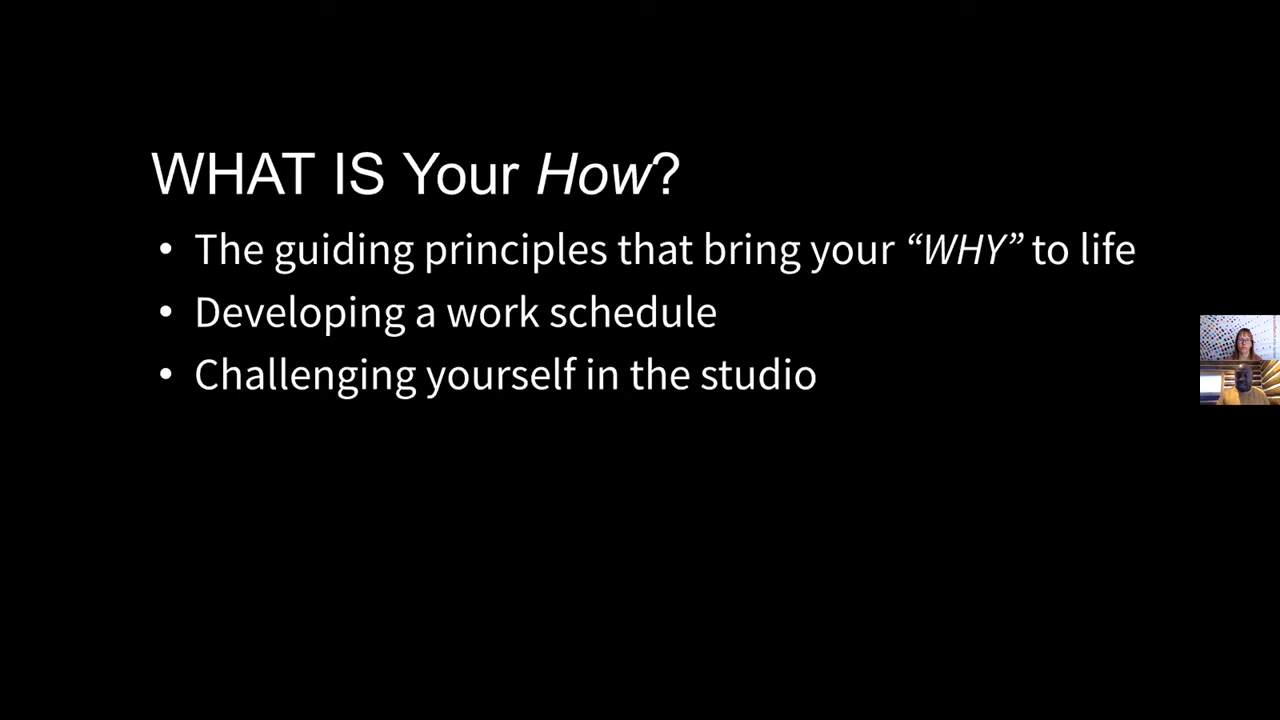 WHAT IS Your How?
• The guiding principles that bring your “WHY” to life
• Developing a work schedule
• Challenging yourself in the studio